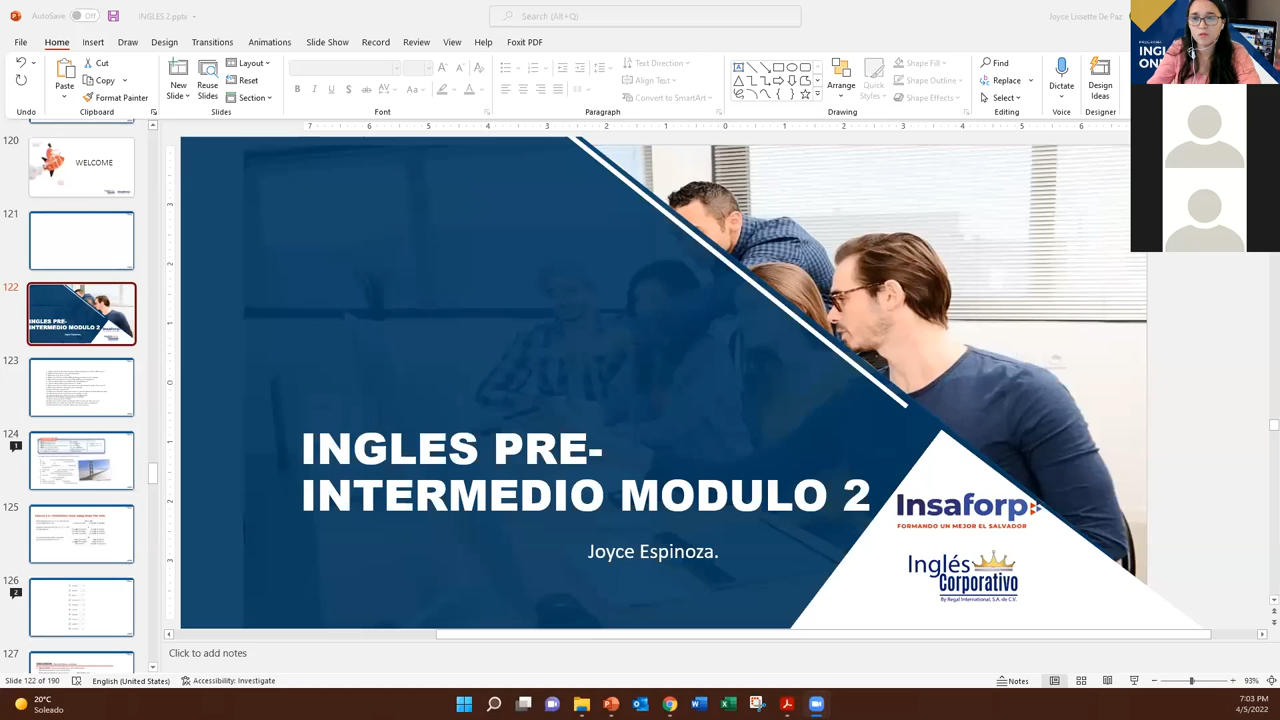 AutoSave Off INGLES 2.pptx Search (Alt+Q) Joyce Lissette De Paz
File Home Insert Draw Design Transitions Animations Slide Show Record Review View Help Foxit PDF
Paste Cut Copy Format Painter New Slide Reuse Slides Layout Reset Section
Text Direction Align Text Convert to SmartArt
Arrange Quick Styles Shape Fill Shape Outline Shape Effects
Find Replace Select Dictate Design Ideas
Undo Clipboard Slides Font Paragraph Drawing Editing Voice Designer
120
WELCOME
121
122
INGLES PRE-
INTERMEDIO MODULO 2
123
124
125
126
127
INGLES PRE-
INTERMEDIO MODULO 2
Joyce Espinoza.
Insaforp
FORMANDO UN MEJOR EL SALVADOR
Inglés
Corporativo
By Regal International, S.A. de C.V.
Click to add notes
Slide 122 of 190 English (United States) Accessibility: Investigate Notes 93%
20°C
Soleado
7:03 PM
4/5/2022